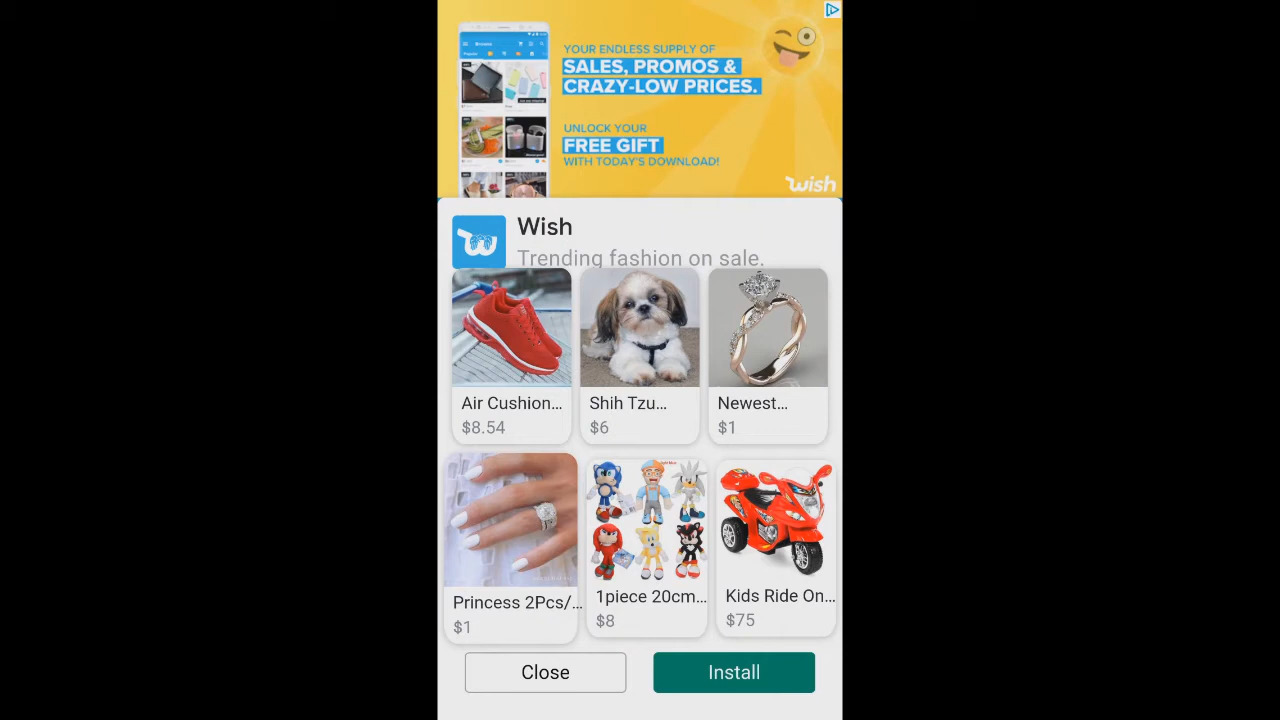 YOUR ENDLESS SUPPLY OF
SALES, PROMOS &
CRAZY-LOW PRICES.
UNLOCK YOUR
FREE GIFT
WITH TODAY'S DOWNLOAD!
wish
Wish
Trending fashion on sale.
Air Cushion... Shih Tzu... Newest...
$8.54 $6 $1
Princess 2Pcs/... 1piece 20cm... Kids Ride On...
$1 $8 $75
Close Install